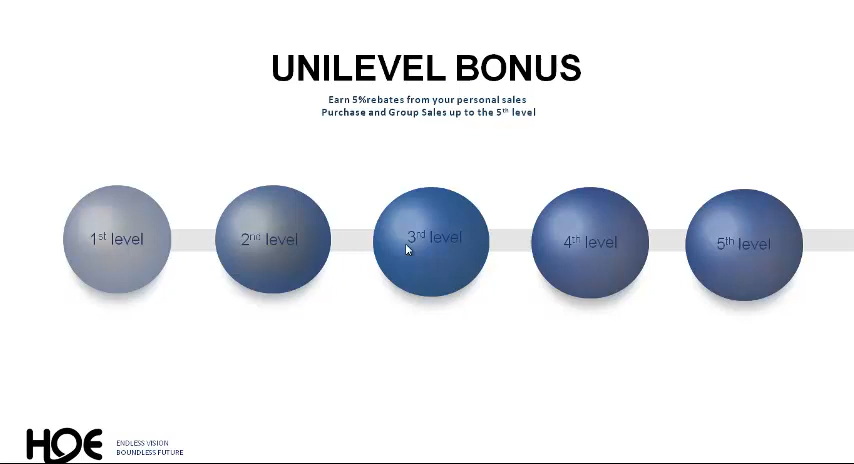 UNILEVEL BONUS
Earn 5%rebates from your personal sales
Purchase and Group Sales up to the 5th level
1st level
2nd level
3rd level
4th level
5th level
HOE
ENDLESS VISION
BOUNDLESS FUTURE